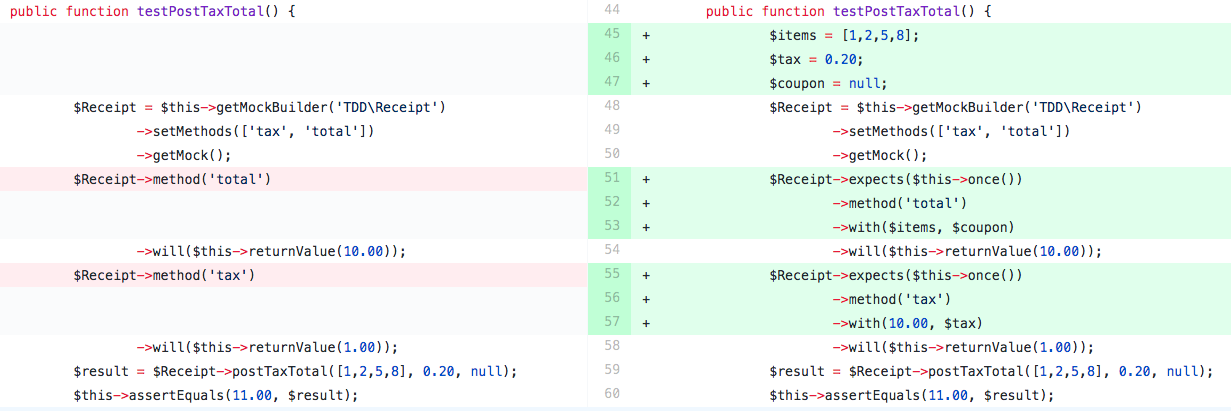 public function testPostTaxTotal() {
$Receipt = $this->getMockBuilder('TDD\Receipt')
->setMethods(['tax', 'total'])
->getMock();
$Receipt->method('total')
->will($this->returnValue(10.00));
$Receipt->method('tax')
->will($this->returnValue(1.00));
$result = $Receipt->postTaxTotal([1,2,5,8], 0.20, null);
$this->assertEquals(11.00, $result);
44 public function testPostTaxTotal() {
45 + $items = [1,2,5,8];
46 + $tax = 0.20;
47 + $coupon = null;
48 $Receipt = $this->getMockBuilder('TDD\Receipt')
49 ->setMethods(['tax', 'total'])
50 ->getMock();
51 + $Receipt->expects($this->once())
52 + ->method('total')
53 + ->with($items, $coupon)
54 ->will($this->returnValue(10.00));
55 + $Receipt->expects($this->once())
56 + ->method('tax')
57 + ->with(10.00, $tax)
58 ->will($this->returnValue(1.00));
59 $result = $Receipt->postTaxTotal([1,2,5,8], 0.20, null);
60 $this->assertEquals(11.00, $result);